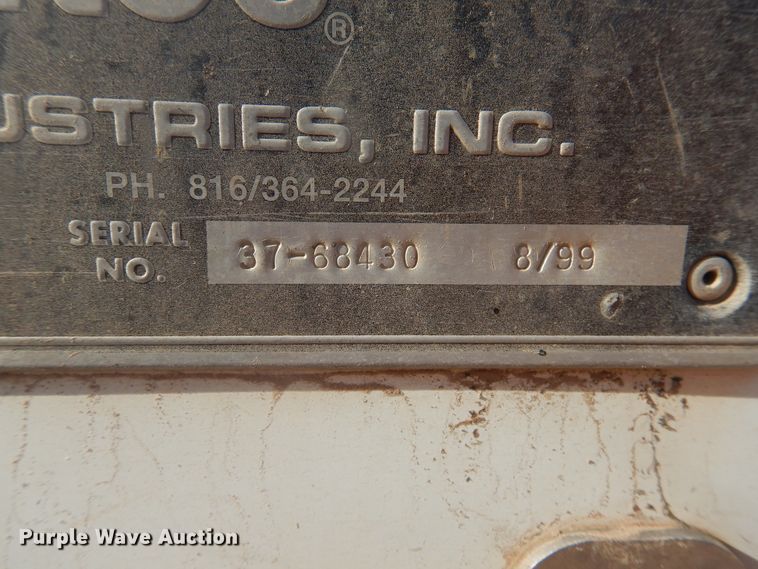 ®
USTRIES, INC.
PH. 816/364-2244
SERIAL NO. 37-68430 8/99
Purple Wave Auction